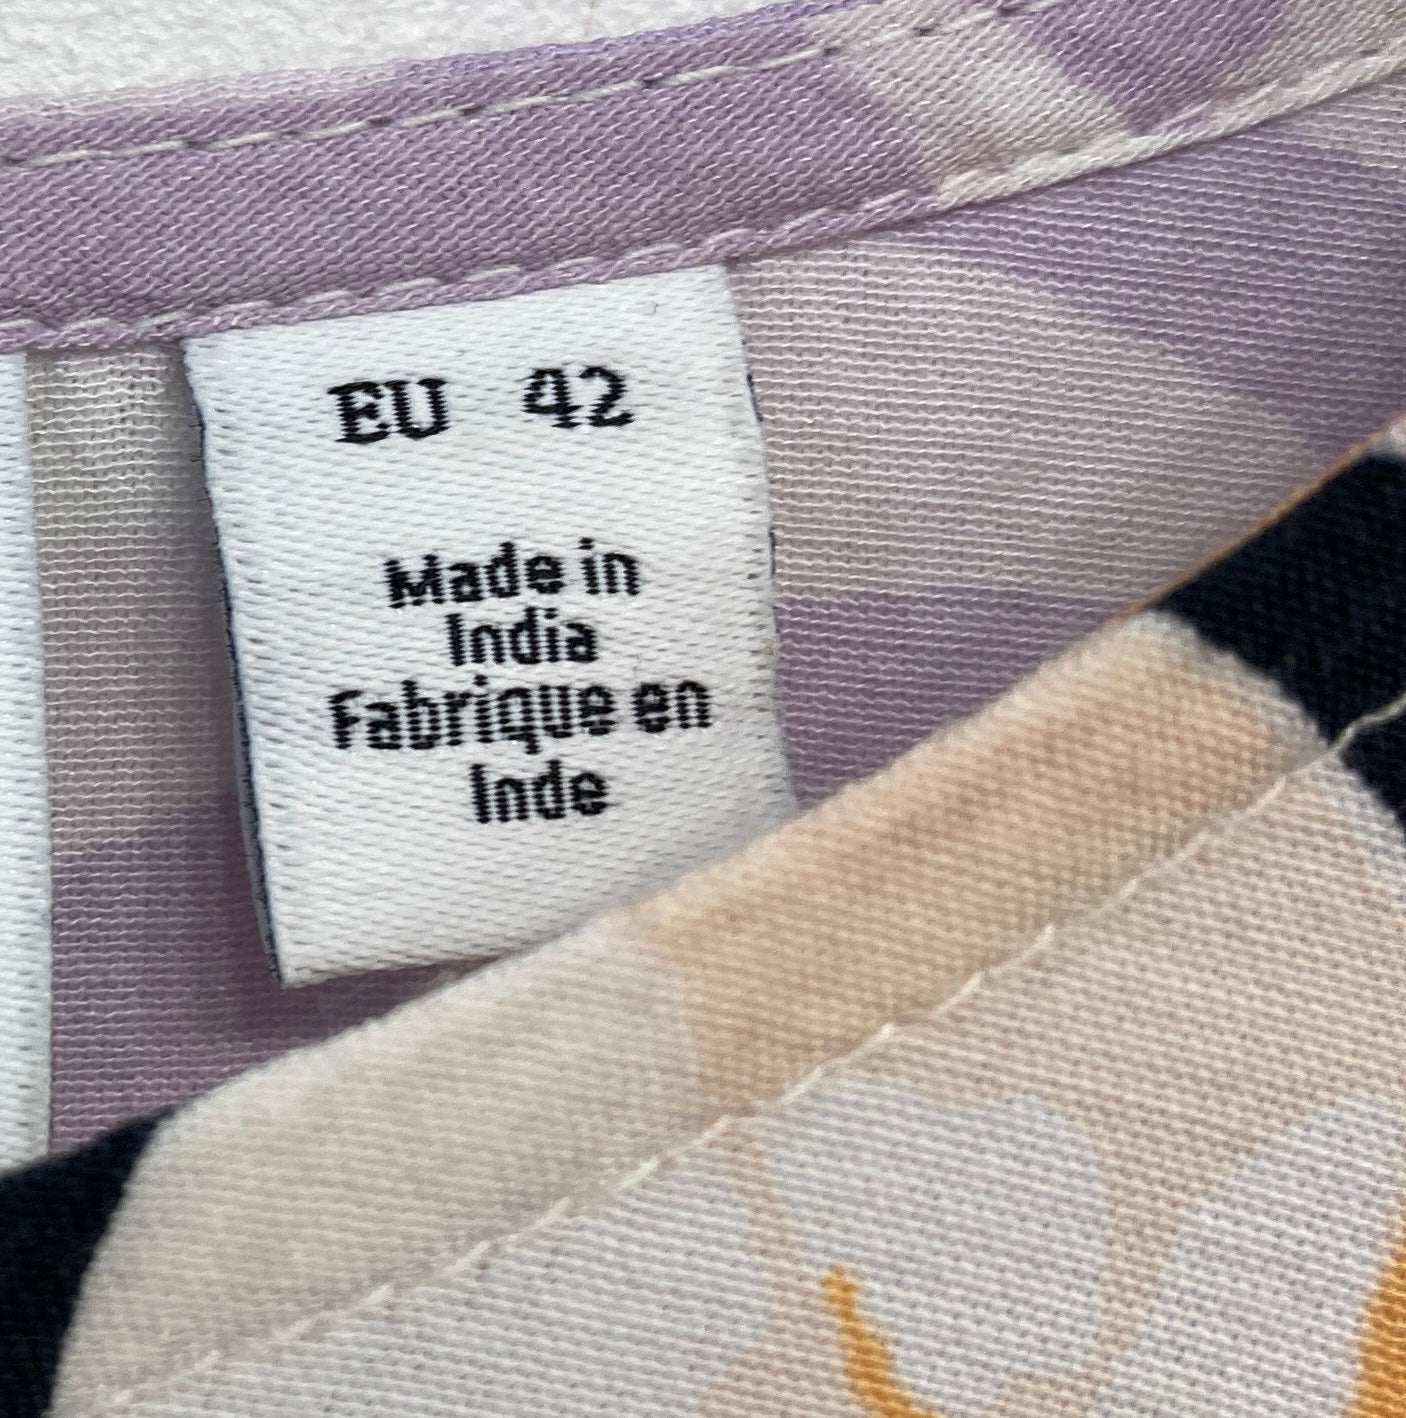 EU 42
Made in
India
Fabrique en
Inde